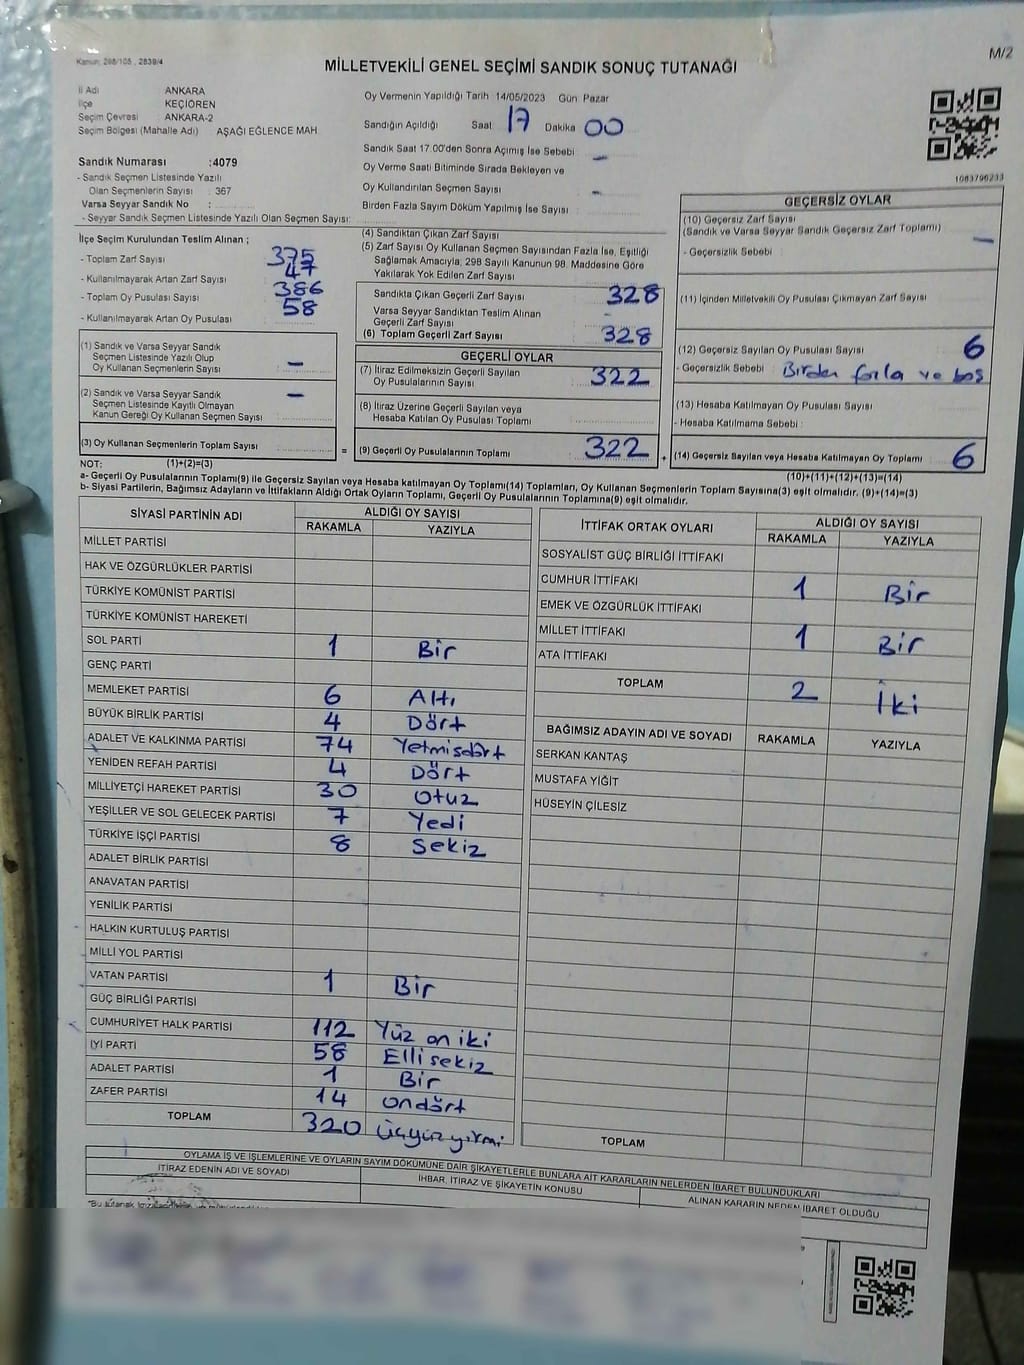 Kanun: 298/105 , 2839/4
M/2
MİLLETVEKİLİ GENEL SEÇİMİ SANDIK SONUÇ TUTANAĞI
İl Adı ANKARA
İlçe KEÇİÖREN
Seçim Çevresi ANKARA-2
Seçim Bölgesi (Mahalle Adı) AŞAĞI EĞLENCE MAH.
Sandık Numarası :4079
- Sandık Seçmen Listesinde Yazılı
Olan Seçmenlerin Sayısı : 367
Varsa Seyyar Sandık No :
- Seyyar Sandık Seçmen Listesinde Yazılı Olan Seçmen Sayısı:
Oy Vermenin Yapıldığı Tarih 14/05/2023 Gün Pazar
Sandığın Açıldığı Saat 17 Dakika 00
Sandık Saat 17.00'den Sonra Açılmış İse Sebebi : –
Oy Verme Saati Bitiminde Sırada Bekleyen ve
Oy Kullandırılan Seçmen Sayısı : -
Birden Fazla Sayım Döküm Yapılmış İse Sayısı :
1083796233
İlçe Seçim Kurulundan Teslim Alınan ;
- Toplam Zarf Sayısı : 375
- Kullanılmayarak Artan Zarf Sayısı : 47
- Toplam Oy Pusulası Sayısı : 386
- Kullanılmayarak Artan Oy Pusulası : 58
(1) Sandık ve Varsa Seyyar Sandık
Seçmen Listesinde Yazılı Olup
Oy Kullanan Seçmenlerin Sayısı : –
(2) Sandık ve Varsa Seyyar Sandık
Seçmen Listesinde Kayıtlı Olmayan
Kanun Gereği Oy Kullanan Seçmen Sayısı : –
(3) Oy Kullanan Seçmenlerin Toplam Sayısı : =
(4) Sandıktan Çıkan Zarf Sayısı :
(5) Zarf Sayısı Oy Kullanan Seçmen Sayısından Fazla İse, Eşitliği
Sağlamak Amacıyla; 298 Sayılı Kanunun 98. Maddesine Göre
Yakılarak Yok Edilen Zarf Sayısı :
Sandıkta Çıkan Geçerli Zarf Sayısı : 328
Varsa Seyyar Sandıktan Teslim Alınan
Geçerli Zarf Sayısı : -
(6) Toplam Geçerli Zarf Sayısı : 328
GEÇERLİ OYLAR
(7) İtiraz Edilmeksizin Geçerli Sayılan
Oy Pusulalarının Sayısı : 322
(8) İtiraz Üzerine Geçerli Sayılan veya
Hesaba Katılan Oy Pusulası Toplamı :
(9) Geçerli Oy Pusulalarının Toplamı : 322 +
GEÇERSİZ OYLAR
(10) Geçersiz Zarf Sayısı
(Sandık ve Varsa Seyyar Sandık Geçersiz Zarf Toplamı) : –
- Geçersizlik Sebebi :
(11) İçinden Milletvekili Oy Pusulası Çıkmayan Zarf Sayısı :
(12) Geçersiz Sayılan Oy Pusulası Sayısı : 6
- Geçersizlik Sebebi : Birden fazla ve boş
(13) Hesaba Katılmayan Oy Pusulası Sayısı :
- Hesaba Katılmama Sebebi :
(14) Geçersiz Sayılan veya Hesaba Katılmayan Oy Toplamı : 6
NOT: (1)+(2)=(3) (10)+(11)+(12)+(13)=(14)
a- Geçerli Oy Pusulalarının Toplamı(9) ile Geçersiz Sayılan veya Hesaba Katılmayan Oy Toplamı(14) Toplamları, Oy Kullanan Seçmenlerin Toplam Sayısına(3) eşit olmalıdır. (9)+(14)=(3)
b- Siyasi Partilerin, Bağımsız Adayların ve İttifakların Aldığı Ortak Oyların Toplamı, Geçerli Oy Pusulalarının Toplamına(9) eşit olmalıdır.
SİYASİ PARTİNİN ADI ALDIĞI OY SAYISI
RAKAMLA YAZIYLA
MİLLET PARTİSİ
HAK VE ÖZGÜRLÜKLER PARTİSİ
TÜRKİYE KOMÜNİST PARTİSİ
TÜRKİYE KOMÜNİST HAREKETİ
SOL PARTİ 1 Bir
GENÇ PARTİ
MEMLEKET PARTİSİ 6 Altı
BÜYÜK BİRLİK PARTİSİ 4 Dört
ADALET VE KALKINMA PARTİSİ 74 Yetmisdört
YENİDEN REFAH PARTİSİ 4 Dört
MİLLİYETÇİ HAREKET PARTİSİ 30 Otuz
YEŞİLLER VE SOL GELECEK PARTİSİ 7 Yedi
TÜRKİYE İŞÇİ PARTİSİ 8 Sekiz
ADALET BİRLİK PARTİSİ
ANAVATAN PARTİSİ
YENİLİK PARTİSİ
HALKIN KURTULUŞ PARTİSİ
MİLLİ YOL PARTİSİ
VATAN PARTİSİ 1 Bir
GÜÇ BİRLİĞİ PARTİSİ
CUMHURİYET HALK PARTİSİ 112 Yüz on iki
İYİ PARTİ 58 Elli sekiz
ADALET PARTİSİ 1 Bir
ZAFER PARTİSİ 14 Ondört
TOPLAM 320 Üçyüzyirmi
İTTİFAK ORTAK OYLARI ALDIĞI OY SAYISI
RAKAMLA YAZIYLA
SOSYALİST GÜÇ BİRLİĞİ İTTİFAKI
CUMHUR İTTİFAKI 1 Bir
EMEK VE ÖZGÜRLÜK İTTİFAKI
MİLLET İTTİFAKI 1 Bir
ATA İTTİFAKI
TOPLAM 2 İki
BAĞIMSIZ ADAYIN ADI VE SOYADI RAKAMLA YAZIYLA
SERKAN KANTAŞ
MUSTAFA YİĞİT
HÜSEYİN ÇİLESİZ
TOPLAM
OYLAMA İŞ VE İŞLEMLERİNE VE OYLARIN SAYIM DÖKÜMÜNE DAİR ŞİKAYETLERLE BUNLARA AİT KARARLARIN NELERDEN İBARET BULUNDUKLARI
İTİRAZ EDENİN ADI VE SOYADI İHBAR, İTİRAZ VE ŞİKAYETİN KONUSU ALINAN KARARIN NEDEN İBARET OLDUĞU
"Bu tutanak